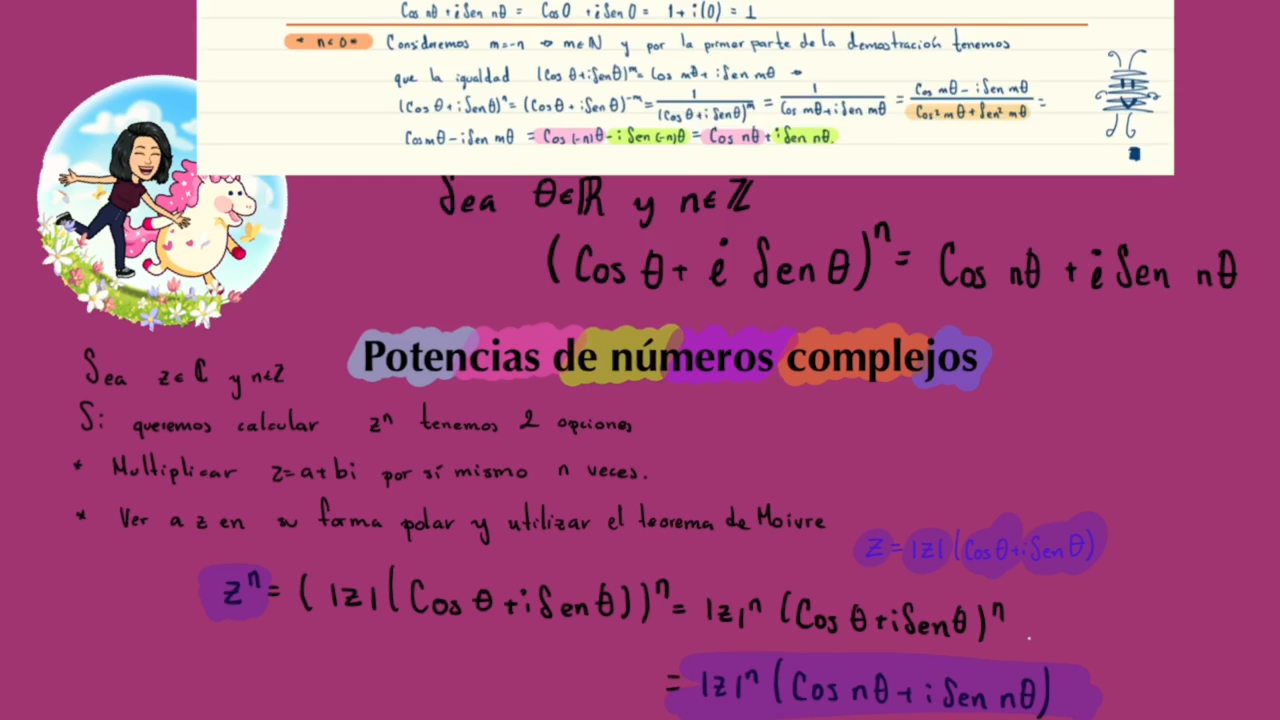 Cos nθ + i Sen nθ = Cos 0 + i Sen 0 = 1 + i(0) = 1
* n<0 * Consideremos m=-n → m∈ℕ y por la primer parte de la demostración tenemos
que la igualdad (Cos θ+iSenθ)^m = Cos mθ + i Sen mθ →
(Cos θ + i Sen θ)^n = (Cos θ + i Sen θ)^-m = 1/(Cos θ + i Sen θ)^m = 1/(Cos mθ + i Sen mθ) = (Cos mθ - i Sen mθ)/(Cos² mθ + Sen² mθ) =
Cos mθ - i Sen mθ = Cos (-n)θ - i Sen (-n)θ = Cos nθ + i Sen nθ.
Sea θ∈ℝ y n∈ℤ
(Cos θ + i Sen θ)^n = Cos nθ + i Sen nθ
Potencias de números complejos
Sea z∈ℂ y n∈ℤ
Si queremos calcular z^n tenemos 2 opciones
* Multiplicar z=a+bi por sí mismo n veces.
* Ver a z en su forma polar y utilizar el teorema de Moivre
z = |z| (Cos θ + i Sen θ)
z^n = (|z| (Cos θ + i Sen θ))^n = |z|^n (Cos θ + i Sen θ)^n
= |z|^n (Cos nθ + i Sen nθ)